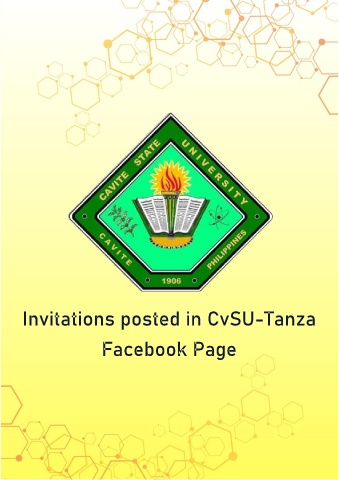 CAVITE STATE UNIVERSITY
CAVITE
1906
PHILIPPINES
Invitations posted in CvSU-Tanza
Facebook Page